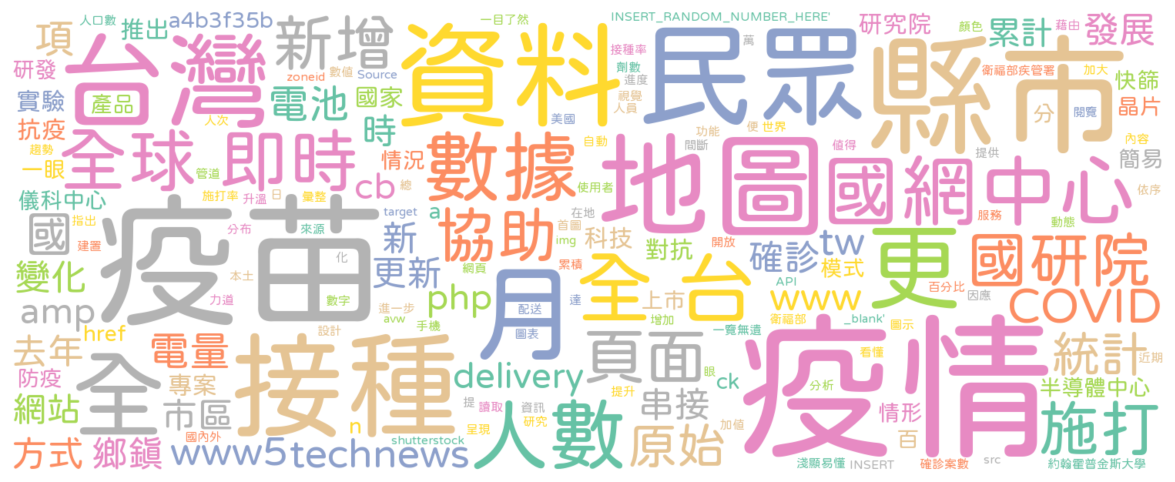 人口數
推出
a4b3f35b
新增
一目了然
INSERT_RANDOM_NUMBER_HERE'
研究院
顏色
累計
藉由
發展
項
台灣
zoneid
數值
Source
資料
接種率
劑數
進度
萬
民眾
縣市
衛福部疾管署
加大
快篩
研發
實驗
產品
電池
國家
視覺
人員
分
閱覽
晶片
抗疫
人次
時
美國
功能
便
世界
內容
趨勢
全球
即時
情況
數據
自動
間斷
值得
提供
簡易
一眼
管道
cb
地圖
國網中心
依序
儀科中心
施打率
升溫
日
彙整
總
使用者
指出
分布
來源
target
a
協助
在地
首圖
服務
動態
國
建置
疫苗
化
新
img
科技
對抗
開放
確診
tw
更
國研院
變化
本土
更新
網頁
累積
模式
API
百分比
因應
力道
數字
進一步
php
月
配送
達
全台
上市
www
COVID
amp
avw
手機
增加
衛福部
_blank'
圖示
href
設計
圖表
一覽無遺
去年
電量
接種
頁面
看懂
統計
近期
防疫
全
專案
delivery
提升
ck
眼
疫情
分析
半導體中心
網站
市區
n
提
讀取
資訊
串接
加值
情形
施打
國內外
呈現
研究
人數
原始
百
方式
鄉鎮
www5technews
shutterstock
淺顯易懂
INSERT
確診案數
src
約翰霍普金斯大學